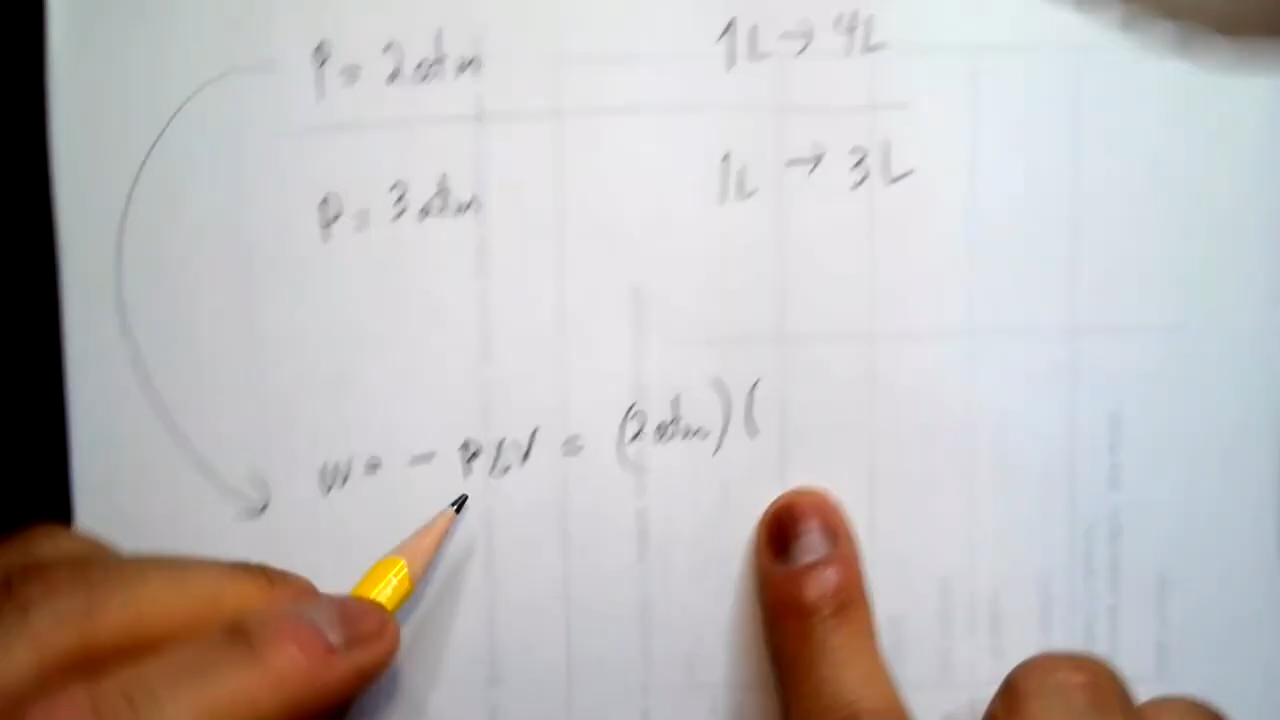 P = 2 atm 1L → 4L
P = 3 atm 1L → 3L
W = - PΔV = (2 atm) (